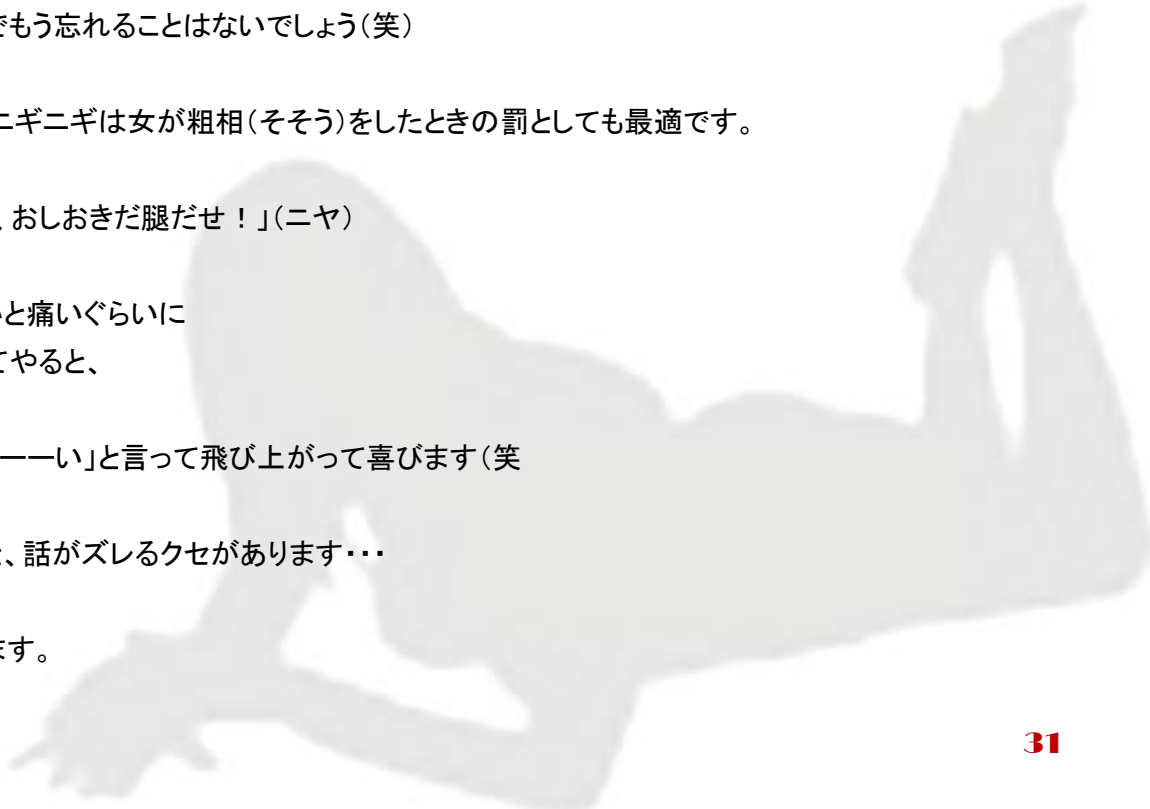 でもう忘れることはないでしょう（笑）
ニギニギは女が粗相（そそう）をしたときの罰としても最適です。
、おしおきだ腿だせ！」（ニヤ）
いと痛いぐらいに
てやると、
ーーい」と言って飛び上がって喜びます（笑
、話がズレるクセがあります・・・
ます。
31